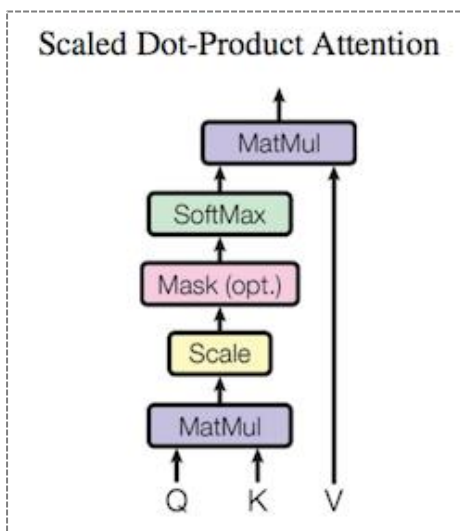 Scaled Dot-Product Attention
MatMul
SoftMax
Mask (opt.)
Scale
MatMul
Q K V